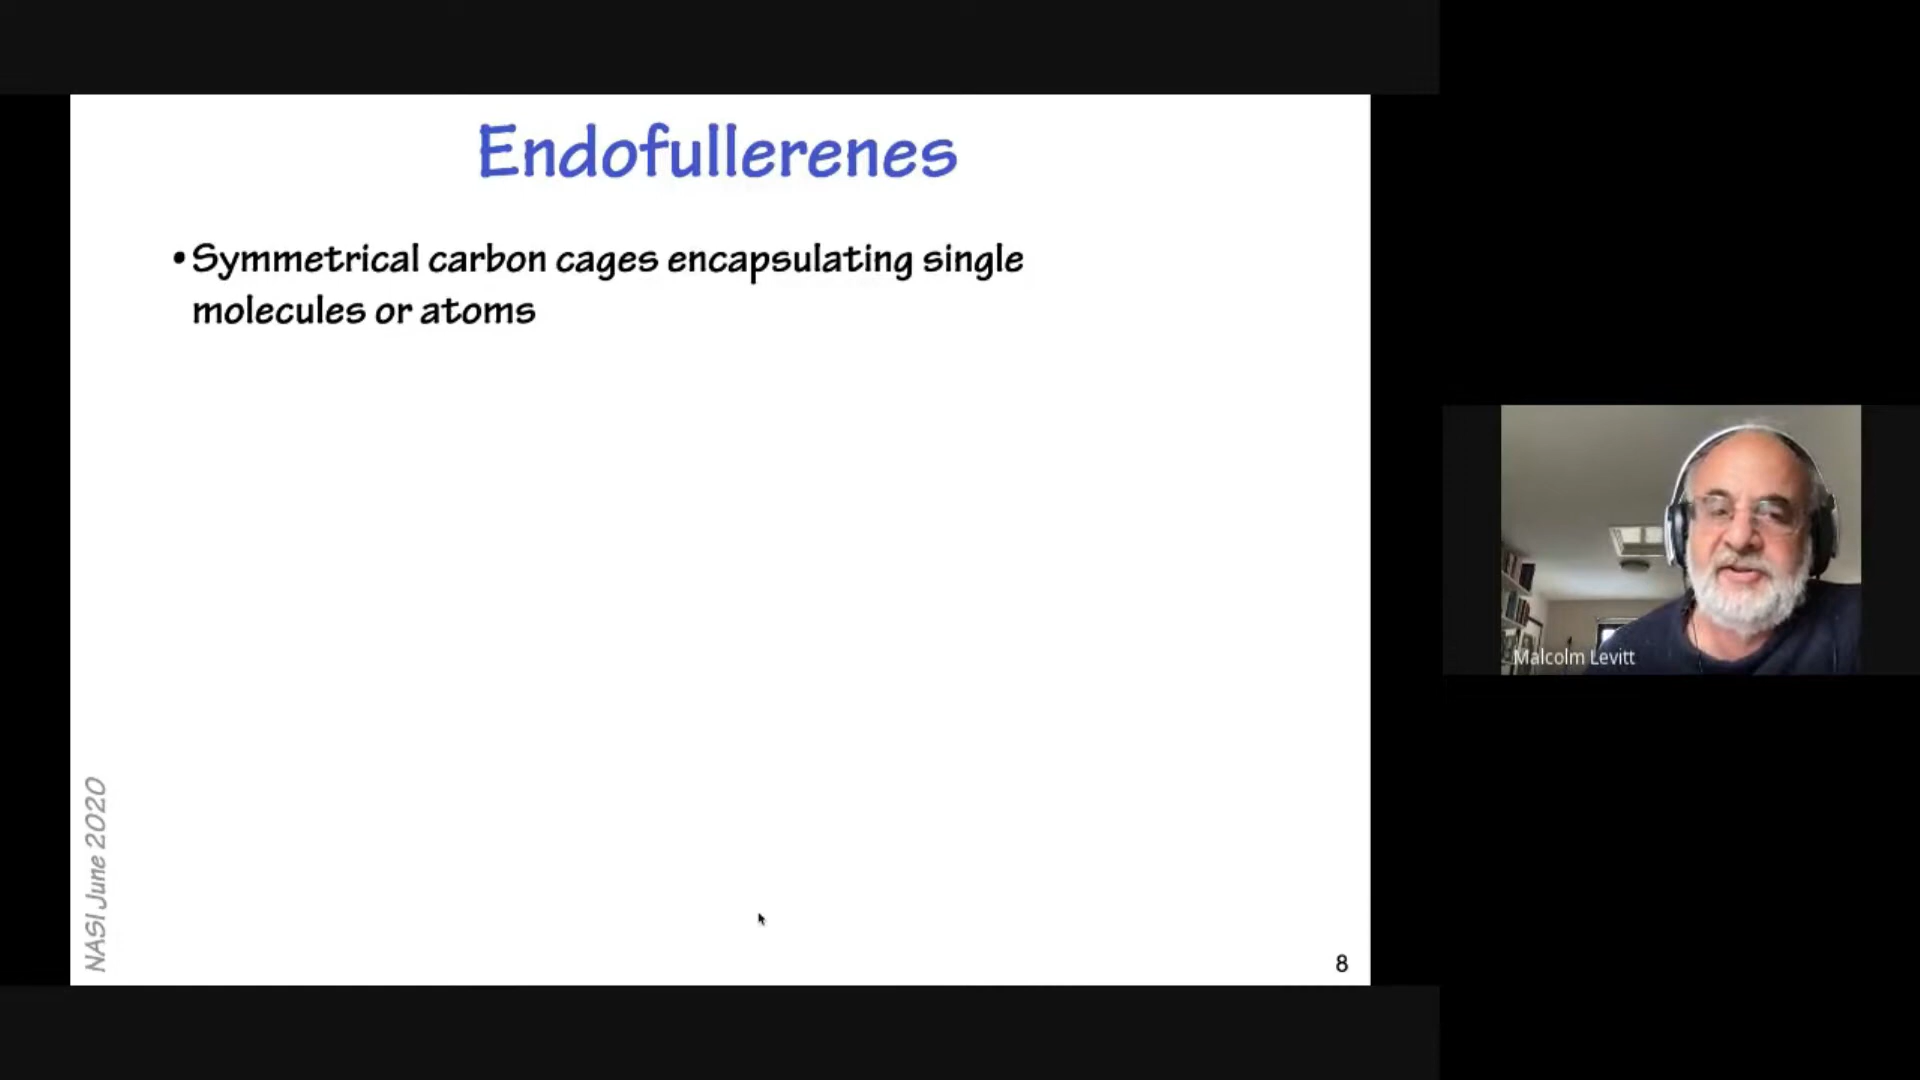 Endofullerenes
•Symmetrical carbon cages encapsulating single
molecules or atoms
NASI June 2020
8
Malcolm Levitt